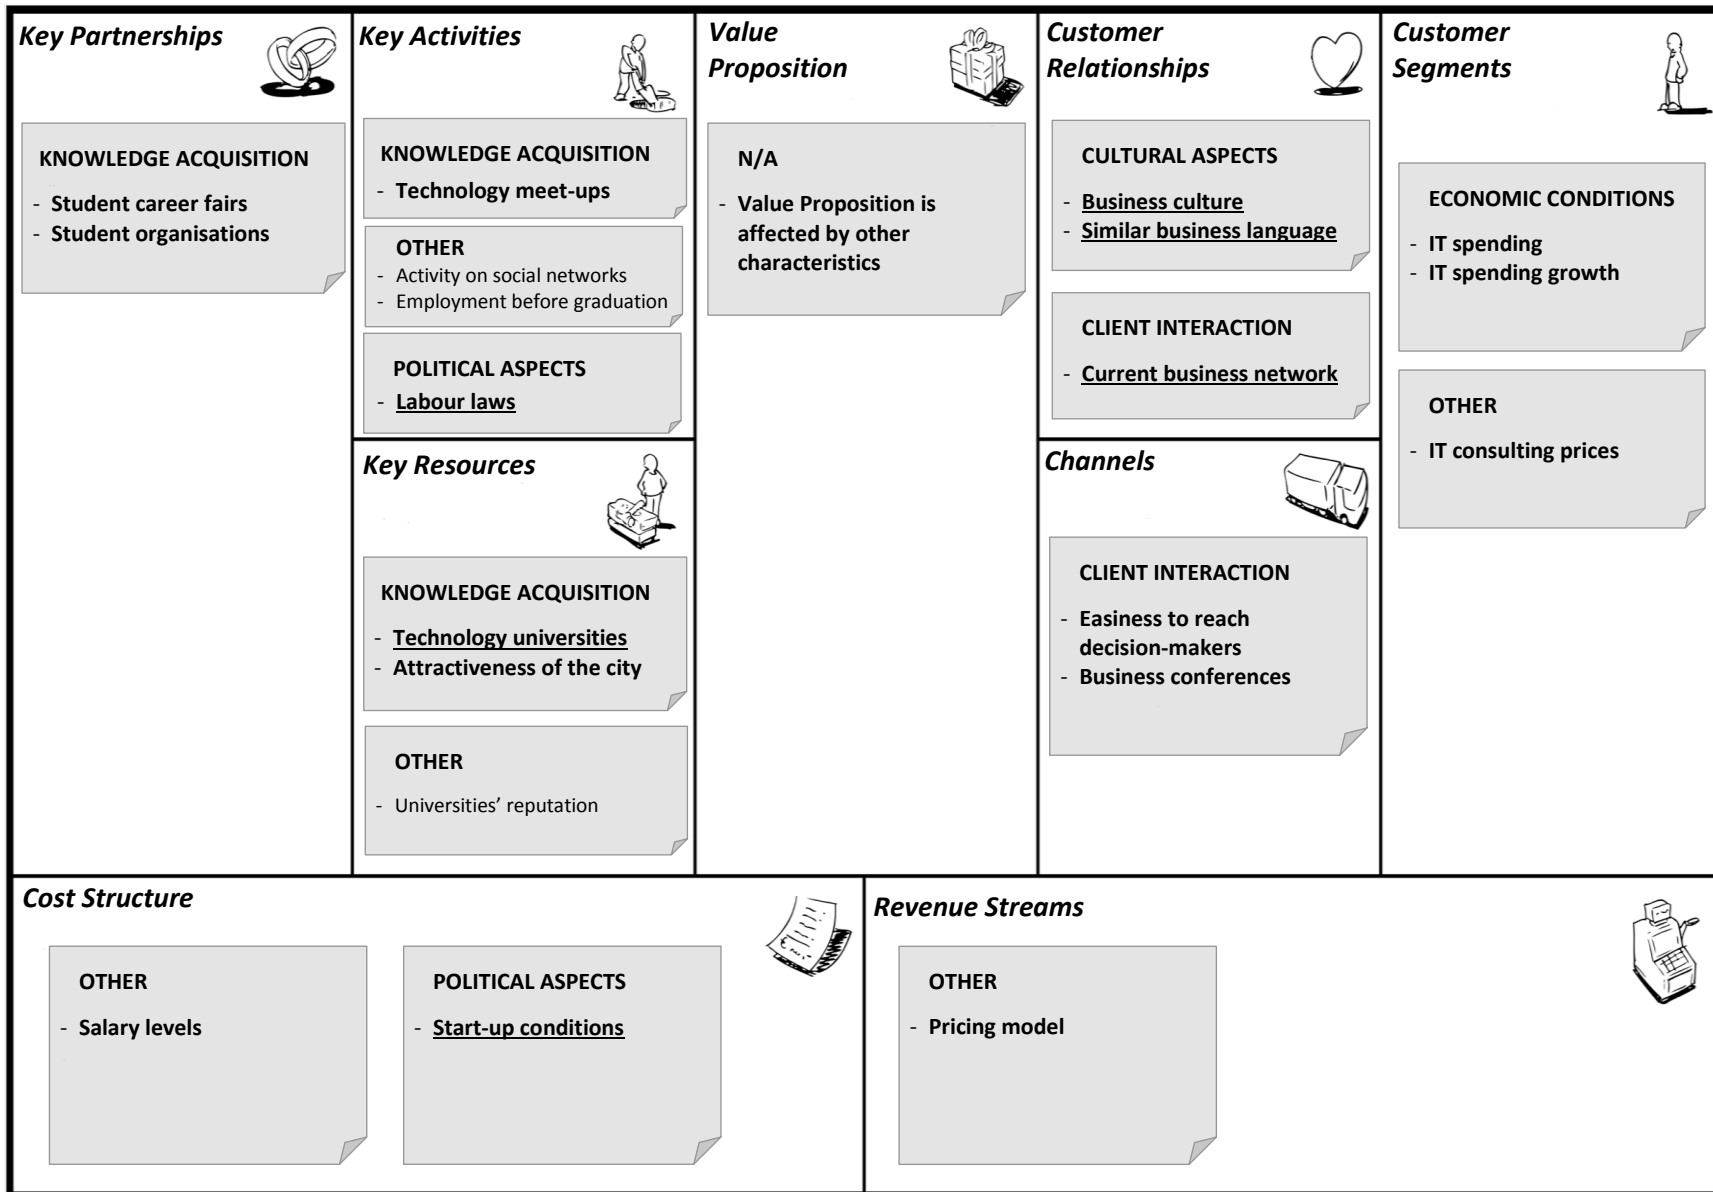 Key Partnerships
KNOWLEDGE ACQUISITION
- Student career fairs
- Student organisations
Key Activities
KNOWLEDGE ACQUISITION
- Technology meet-ups
OTHER
- Activity on social networks
- Employment before graduation
POLITICAL ASPECTS
- Labour laws
Key Resources
KNOWLEDGE ACQUISITION
- Technology universities
- Attractiveness of the city
OTHER
- Universities’ reputation
Value
Proposition
N/A
- Value Proposition is
affected by other
characteristics
Customer
Relationships
CULTURAL ASPECTS
- Business culture
- Similar business language
CLIENT INTERACTION
- Current business network
Channels
CLIENT INTERACTION
- Easiness to reach
decision-makers
- Business conferences
Customer
Segments
ECONOMIC CONDITIONS
- IT spending
- IT spending growth
OTHER
- IT consulting prices
Cost Structure
OTHER
- Salary levels
POLITICAL ASPECTS
- Start-up conditions
Revenue Streams
OTHER
- Pricing model